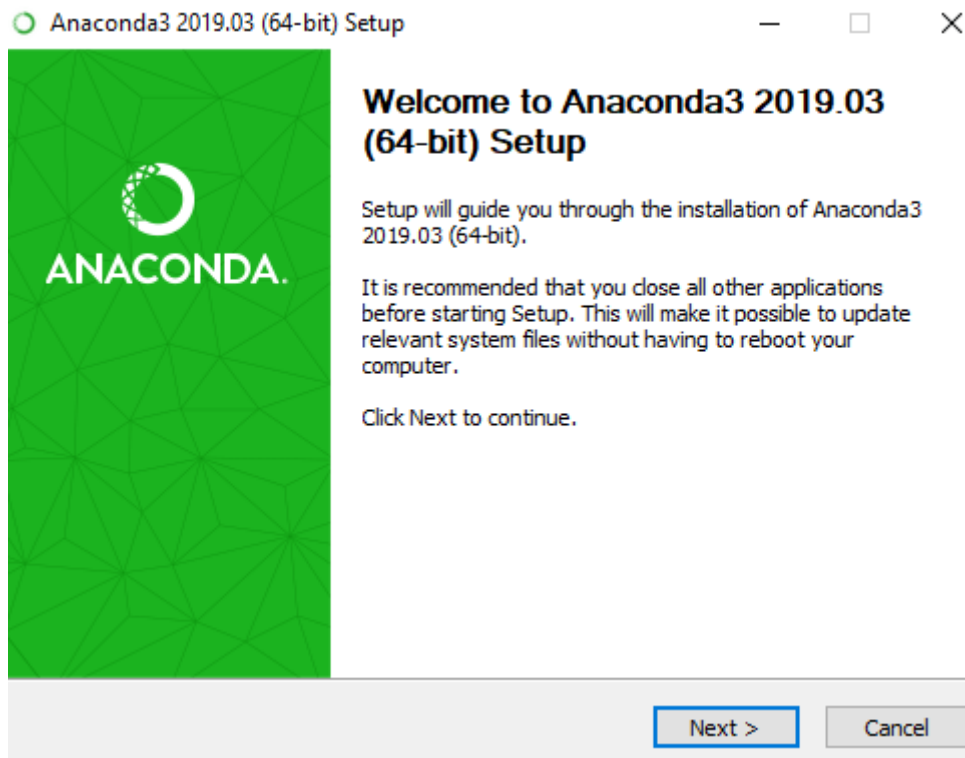 Anaconda3 2019.03 (64-bit) Setup
Welcome to Anaconda3 2019.03
(64-bit) Setup
ANACONDA.
Setup will guide you through the installation of Anaconda3
2019.03 (64-bit).
It is recommended that you close all other applications
before starting Setup. This will make it possible to update
relevant system files without having to reboot your
computer.
Click Next to continue.
Next >
Cancel